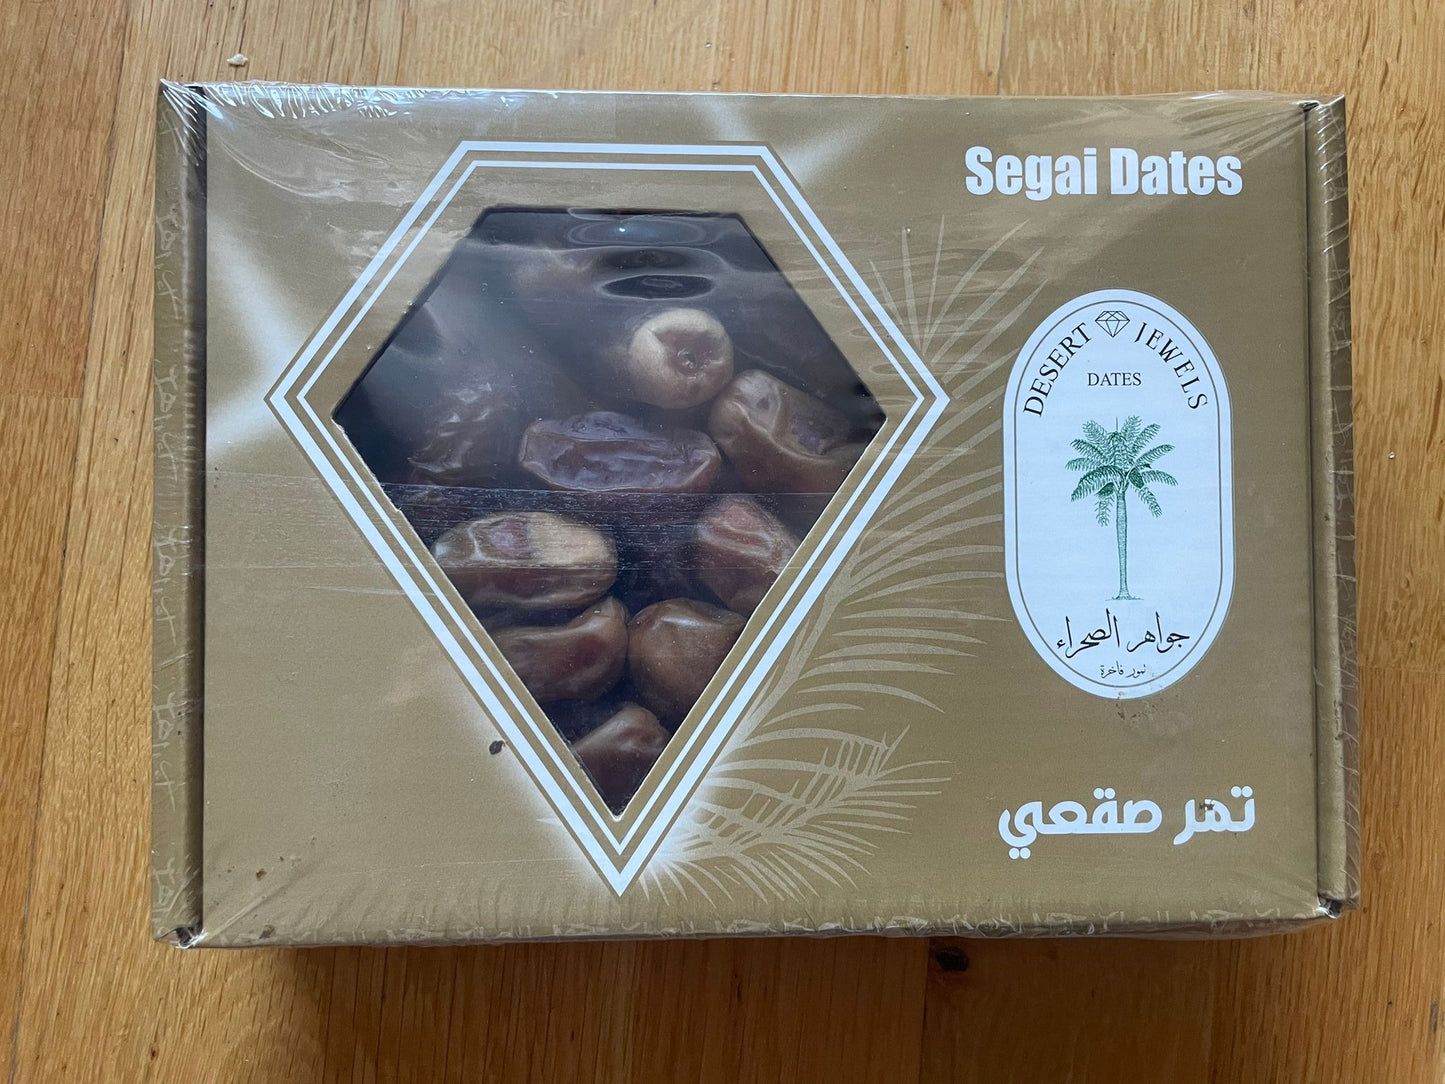 Segai Dates
DESERT JEWELS
DATES
جواهر الصحراء
تمور فاخرة
تمر صقعي